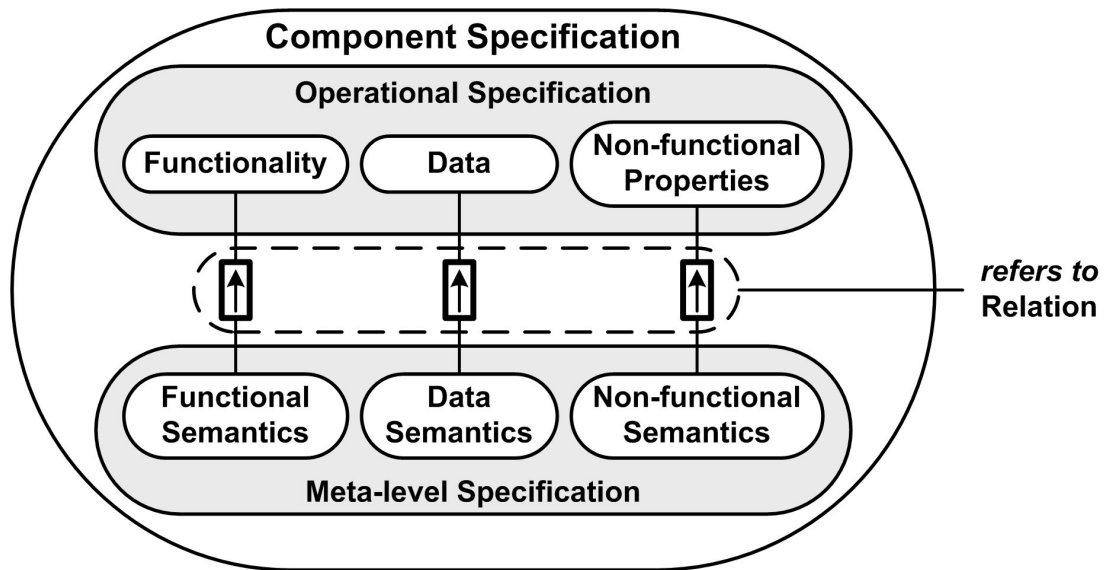 Component Specification
Operational Specification
Functionality
Data
Non-functional
Properties
refers to
Relation
Functional
Semantics
Data
Semantics
Non-functional
Semantics
Meta-level Specification